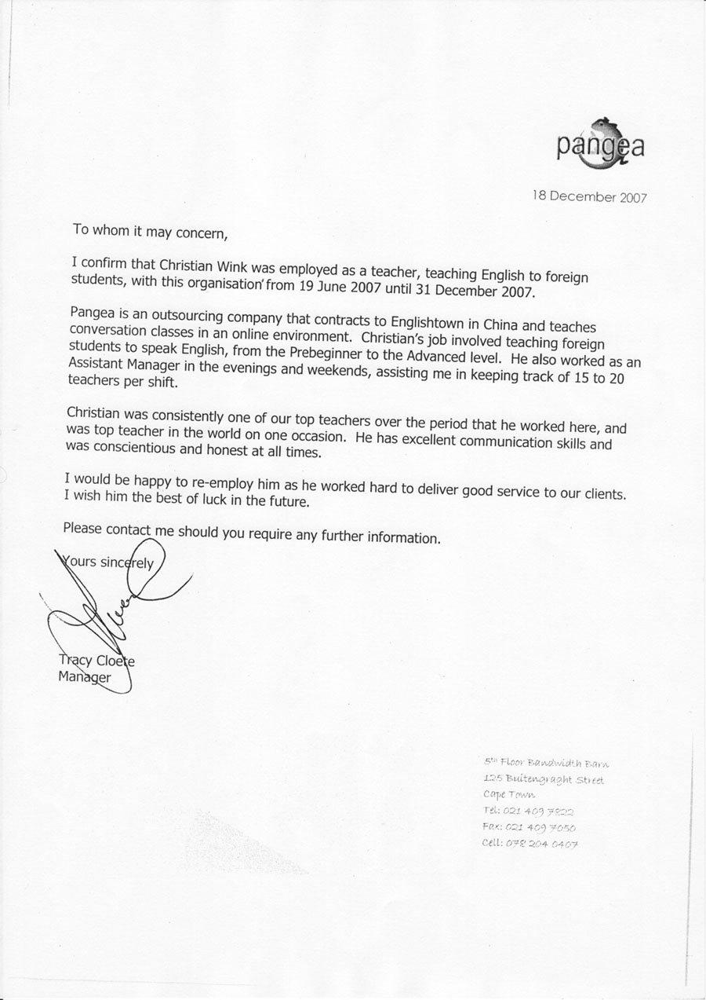 pangea
18 December 2007
To whom it may concern,
I confirm that Christian Wink was employed as a teacher, teaching English to foreign
students, with this organisation from 19 June 2007 until 31 December 2007.
Pangea is an outsourcing company that contracts to Englishtown in China and teaches
conversation classes in an online environment. Christian's job involved teaching foreign
students to speak English, from the Prebeginner to the Advanced level. He also worked as an
Assistant Manager in the evenings and weekends, assisting me in keeping track of 15 to 20
teachers per shift.
Christian was consistently one of our top teachers over the period that he worked here, and
was top teacher in the world on one occasion. He has excellent communication skills and
was conscientious and honest at all times.
I would be happy to re-employ him as he worked hard to deliver good service to our clients.
I wish him the best of luck in the future.
Please contact me should you require any further information.
Yours sincerely
Tracy Cloete
Manager
5th Floor Bandwidth Barn
125 Buitengraght Street
Cape Town
Tel: 021 409 7822
Fax: 021 409 7050
Cell: 078 204 0407